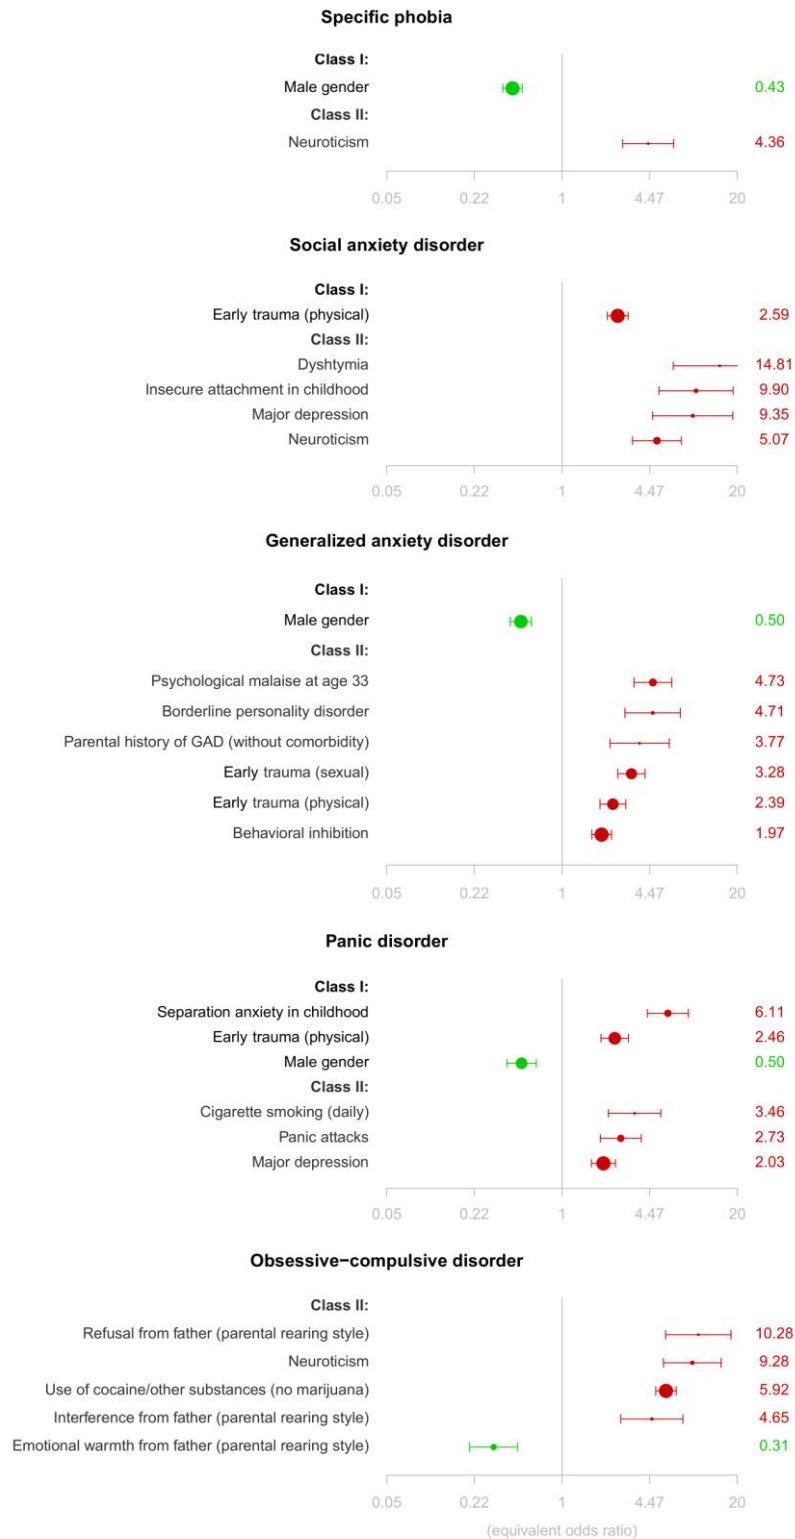 Specific phobia
Class I:
Male gender 0.43
Class II:
Neuroticism 4.36
0.05 0.22 1 4.47 20
Social anxiety disorder
Class I:
Early trauma (physical) 2.59
Class II:
Dyshtymia 14.81
Insecure attachment in childhood 9.90
Major depression 9.35
Neuroticism 5.07
0.05 0.22 1 4.47 20
Generalized anxiety disorder
Class I:
Male gender 0.50
Class II:
Psychological malaise at age 33 4.73
Borderline personality disorder 4.71
Parental history of GAD (without comorbidity) 3.77
Early trauma (sexual) 3.28
Early trauma (physical) 2.39
Behavioral inhibition 1.97
0.05 0.22 1 4.47 20
Panic disorder
Class I:
Separation anxiety in childhood 6.11
Early trauma (physical) 2.46
Male gender 0.50
Class II:
Cigarette smoking (daily) 3.46
Panic attacks 2.73
Major depression 2.03
0.05 0.22 1 4.47 20
Obsessive−compulsive disorder
Class II:
Refusal from father (parental rearing style) 10.28
Neuroticism 9.28
Use of cocaine/other substances (no marijuana) 5.92
Interference from father (parental rearing style) 4.65
Emotional warmth from father (parental rearing style) 0.31
0.05 0.22 1 4.47 20
(equivalent odds ratio)